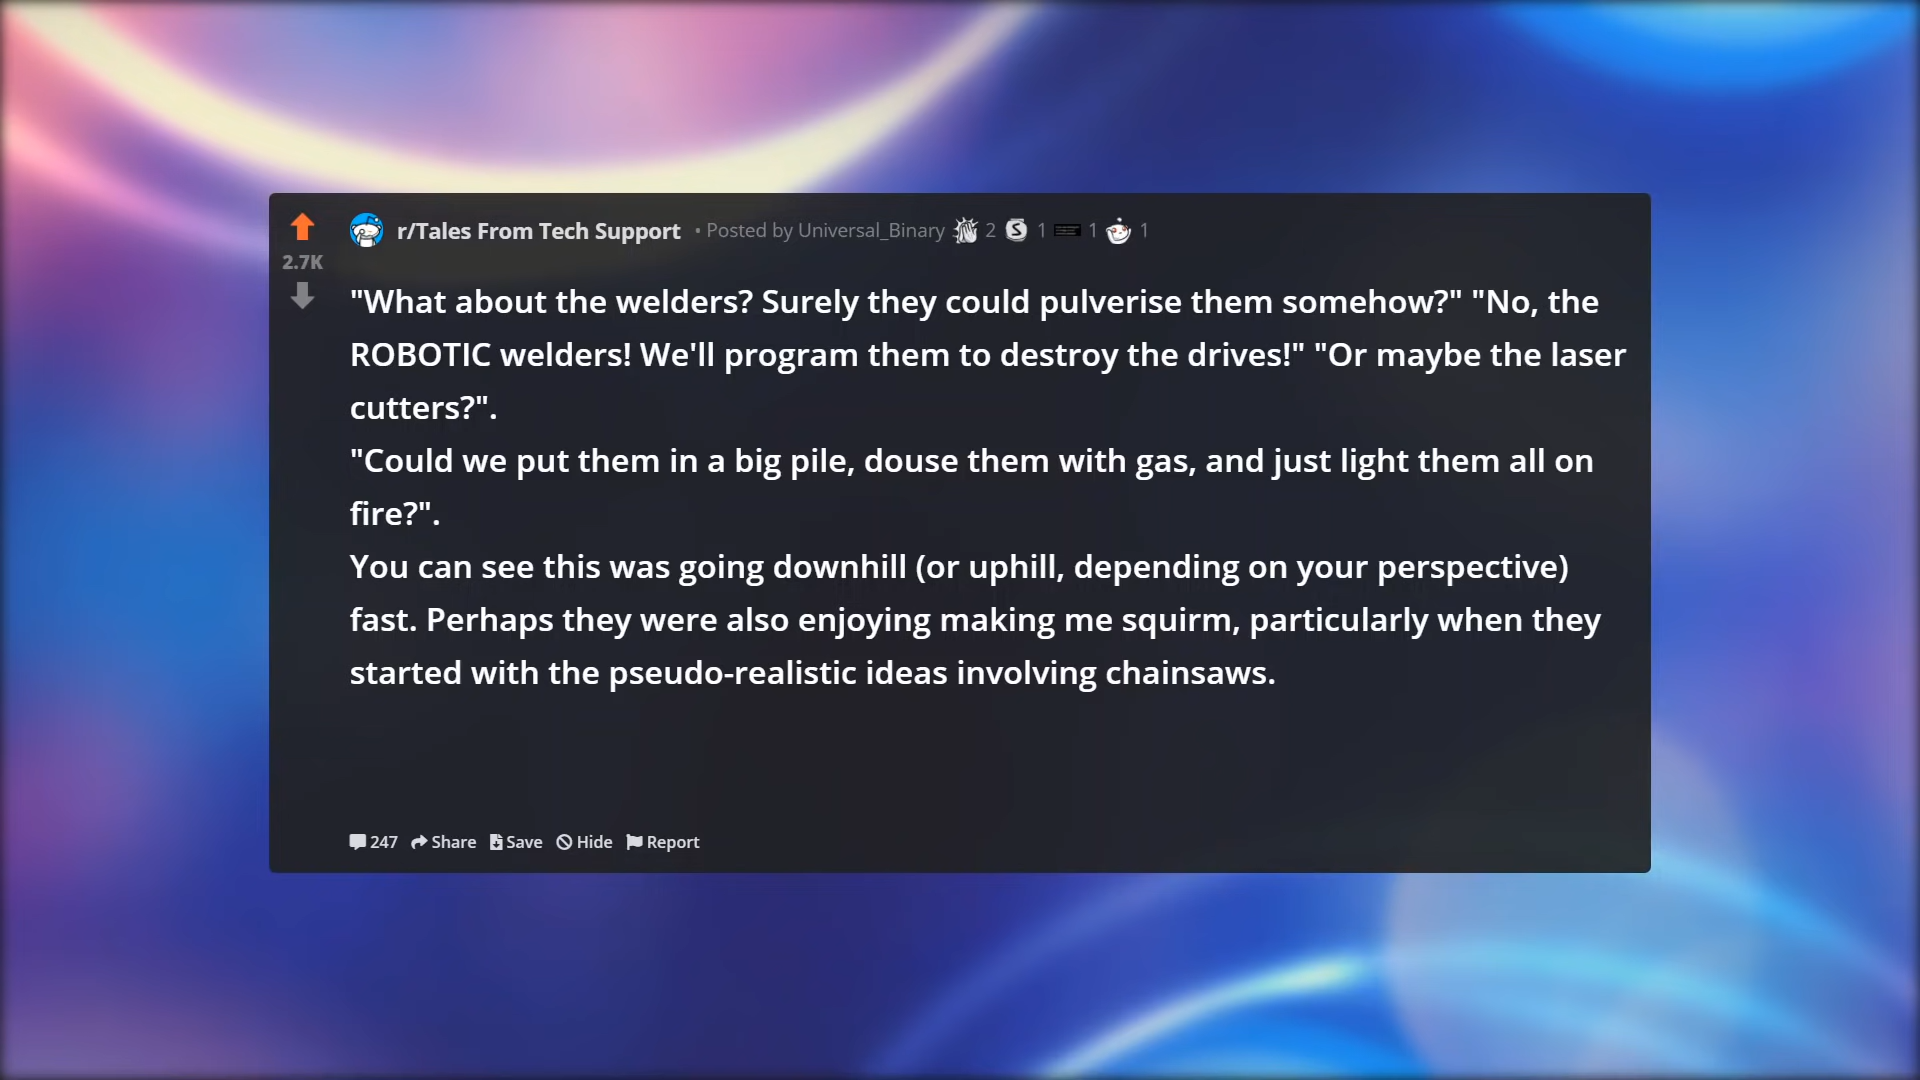 r/Tales From Tech Support • Posted by Universal_Binary 2 1 1 1
2.7K
"What about the welders? Surely they could pulverise them somehow?" "No, the
ROBOTIC welders! We'll program them to destroy the drives!" "Or maybe the laser
cutters?".
"Could we put them in a big pile, douse them with gas, and just light them all on
fire?".
You can see this was going downhill (or uphill, depending on your perspective)
fast. Perhaps they were also enjoying making me squirm, particularly when they
started with the pseudo-realistic ideas involving chainsaws.
247 Share Save Hide Report